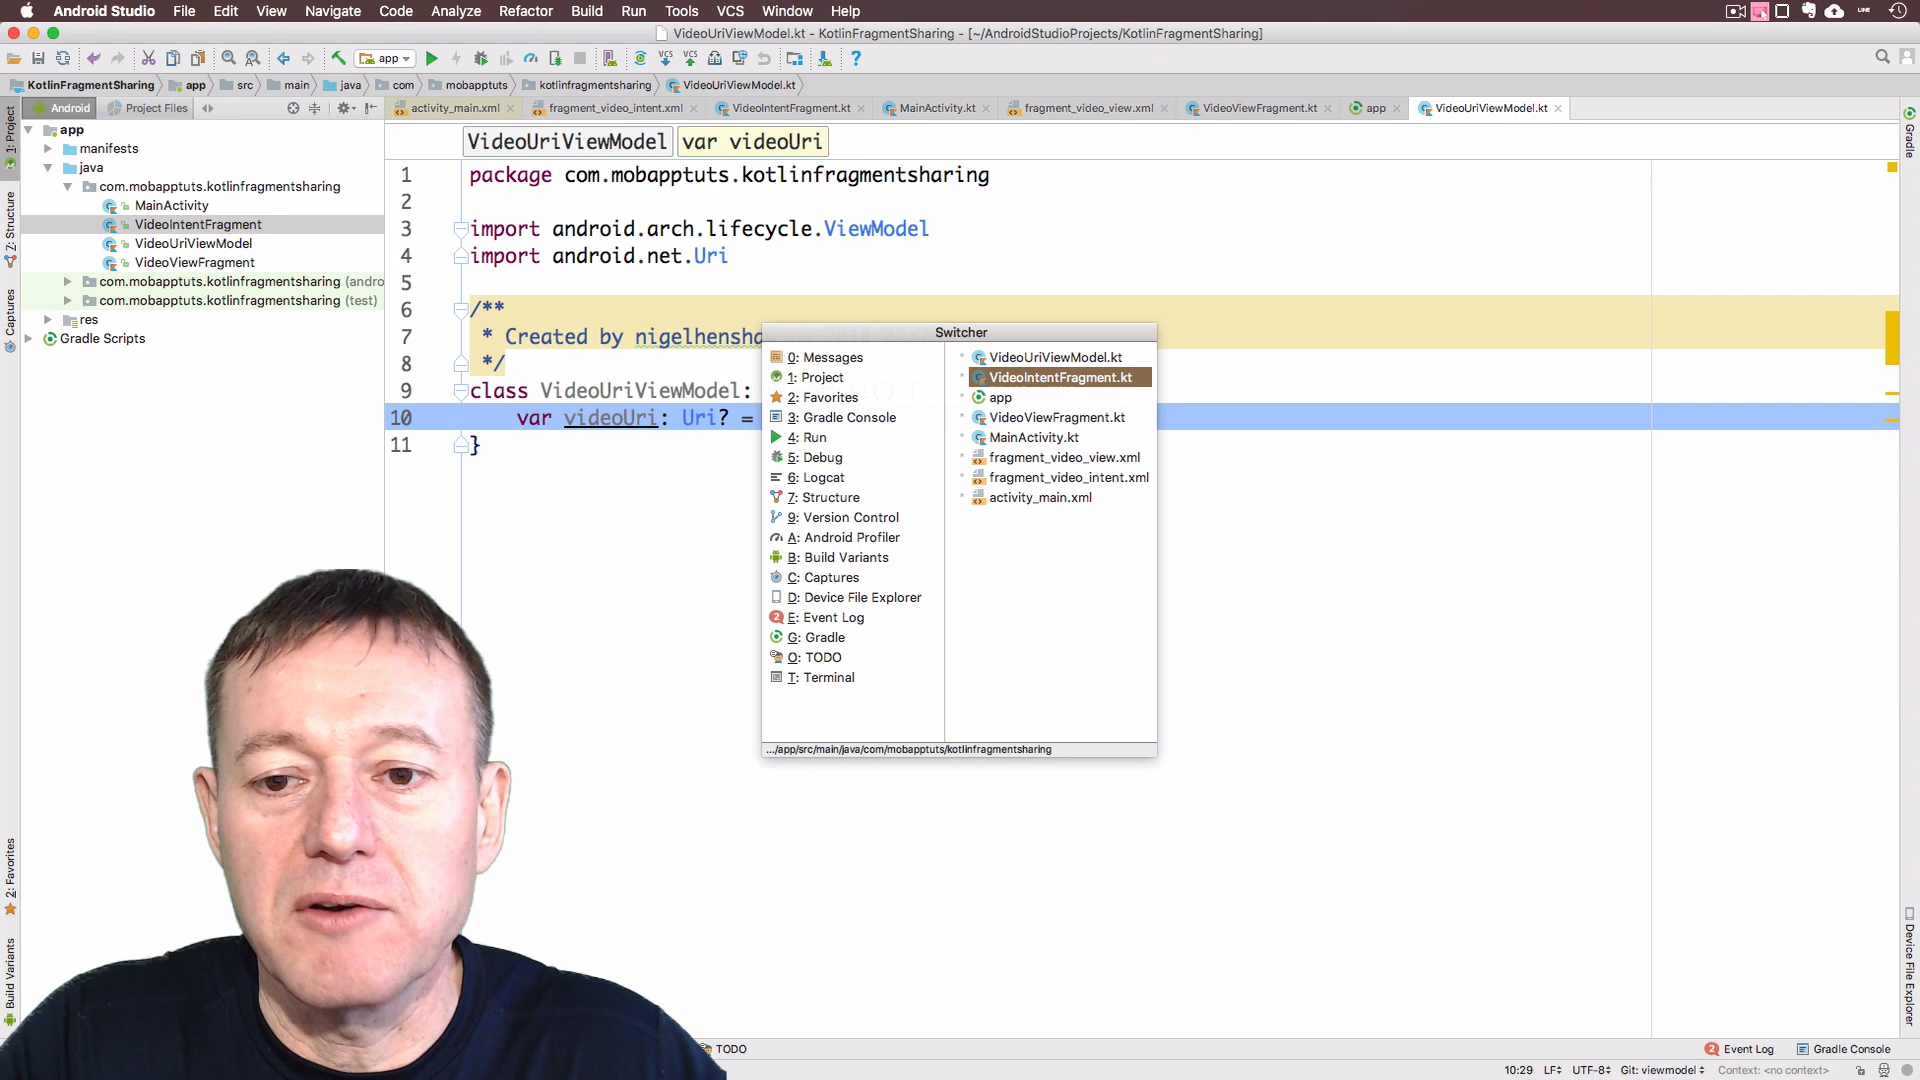 Android Studio File Edit View Navigate Code Analyze Refactor Build Run Tools VCS Window Help LINE
VideoUriViewModel.kt - KotlinFragmentSharing - [~/AndroidStudioProjects/KotlinFragmentSharing]
app VCS VCS ?
KotlinFragmentSharing app src main java com mobapptuts kotlinfragmentsharing VideoUriViewModel.kt
Android Project Files
activity_main.xml fragment_video_intent.xml VideoIntentFragment.kt MainActivity.kt fragment_video_view.xml VideoViewFragment.kt app VideoUriViewModel.kt
1: Project
Z: Structure
Captures
2: Favorites
Build Variants
app
manifests
java
com.mobapptuts.kotlinfragmentsharing
MainActivity
VideoIntentFragment
VideoUriViewModel
VideoViewFragment
com.mobapptuts.kotlinfragmentsharing (andro
com.mobapptuts.kotlinfragmentsharing (test)
res
Gradle Scripts
VideoUriViewModel var videoUri
1 package com.mobapptuts.kotlinfragmentsharing
2
3 import android.arch.lifecycle.ViewModel
4 import android.net.Uri
5
6 /**
7 * Created by nigelhensha
8 */
9 class VideoUriViewModel:
10 var videoUri: Uri? =
11 }
Switcher
0: Messages
1: Project
2: Favorites
3: Gradle Console
4: Run
5: Debug
6: Logcat
7: Structure
9: Version Control
A: Android Profiler
B: Build Variants
C: Captures
D: Device File Explorer
E: Event Log
G: Gradle
O: TODO
T: Terminal
VideoUriViewModel.kt
VideoIntentFragment.kt
app
VideoViewFragment.kt
MainActivity.kt
fragment_video_view.xml
fragment_video_intent.xml
activity_main.xml
.../app/src/main/java/com/mobapptuts/kotlinfragmentsharing
Gradle
Device File Explorer
TODO
2 Event Log Gradle Console
10:29 LF UTF-8 Git: viewmodel Context: <no context>